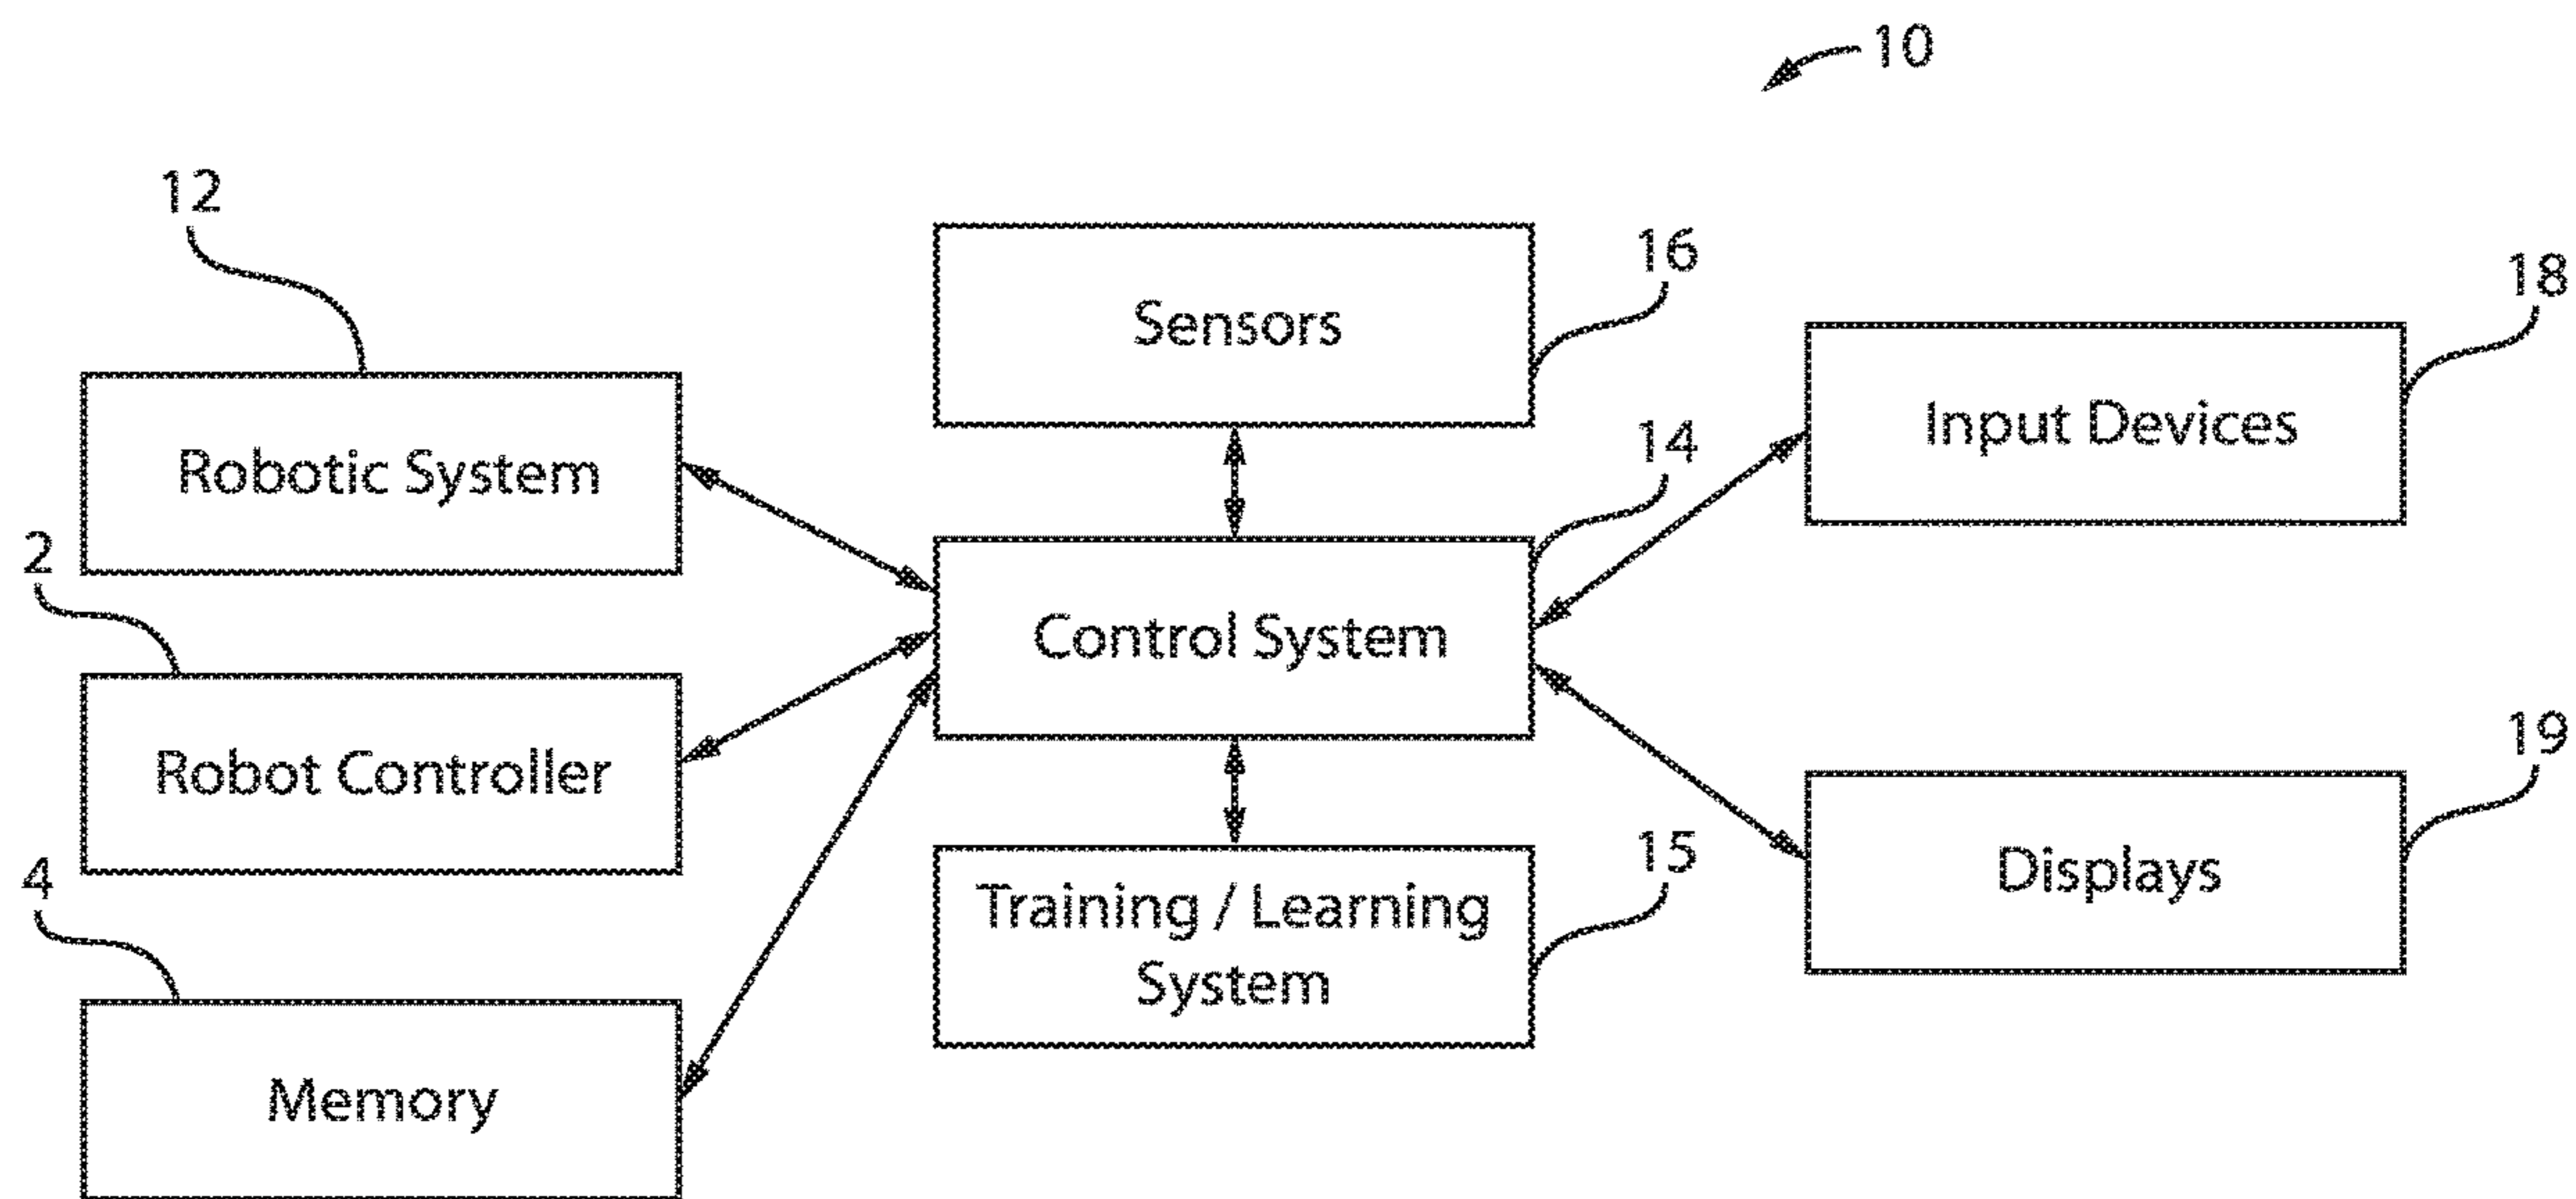 10
12
Sensors
16
18
Robotic System
Input Devices
14
2
Control System
Robot Controller
19
4
Training / Learning
System
15
Displays
Memory